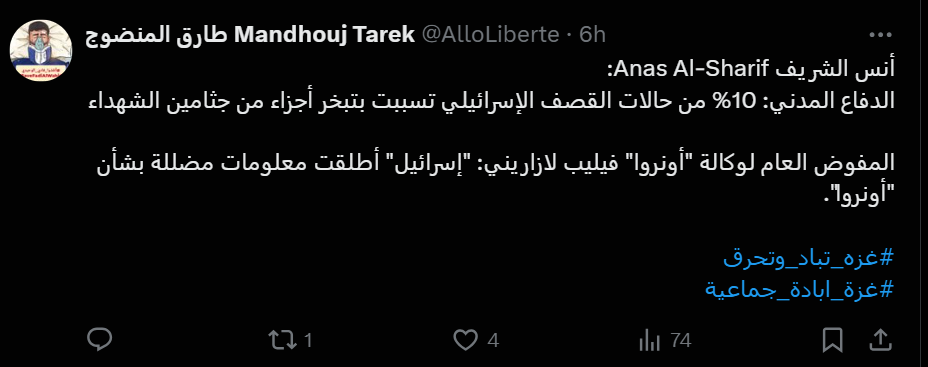 طارق المنضوج Mandhouj Tarek @AlloLiberte · 6h
أنس الشريف Anas Al-Sharif:
الدفاع المدني: 10% من حالات القصف الإسرائيلي تسببت بتبخر أجزاء من جثامين الشهداء
المفوض العام لوكالة "أونروا" فيليب لازاريني: "إسرائيل" أطلقت معلومات مضللة بشأن
"أونروا".
#غزه_تباد_وتحرق
#غزة_ابادة_جماعية
1 4 74